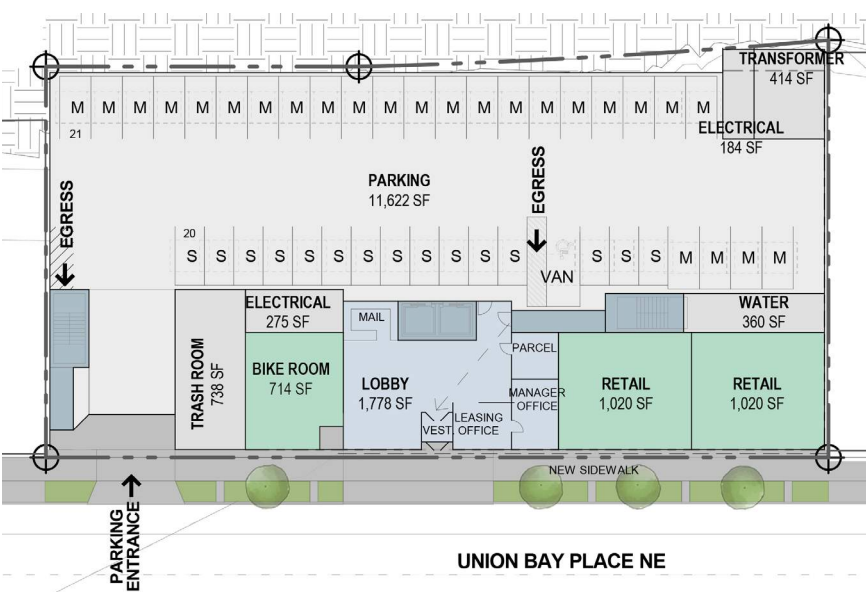 TRANSFORMER
414 SF
M M M M M M M M M M M M M M M M M M M M M
21
ELECTRICAL
184 SF
PARKING
11,622 SF
EGRESS
EGRESS
20
S S S S S S S S S S S S
VAN
S S S M M M M
ELECTRICAL
275 SF
MAIL
WATER
360 SF
TRASH ROOM
738 SF
BIKE ROOM
714 SF
LOBBY
1,778 SF
PARCEL
MANAGER
OFFICE
LEASING
OFFICE
VEST.
RETAIL
1,020 SF
RETAIL
1,020 SF
NEW SIDEWALK
PARKING
ENTRANCE
UNION BAY PLACE NE